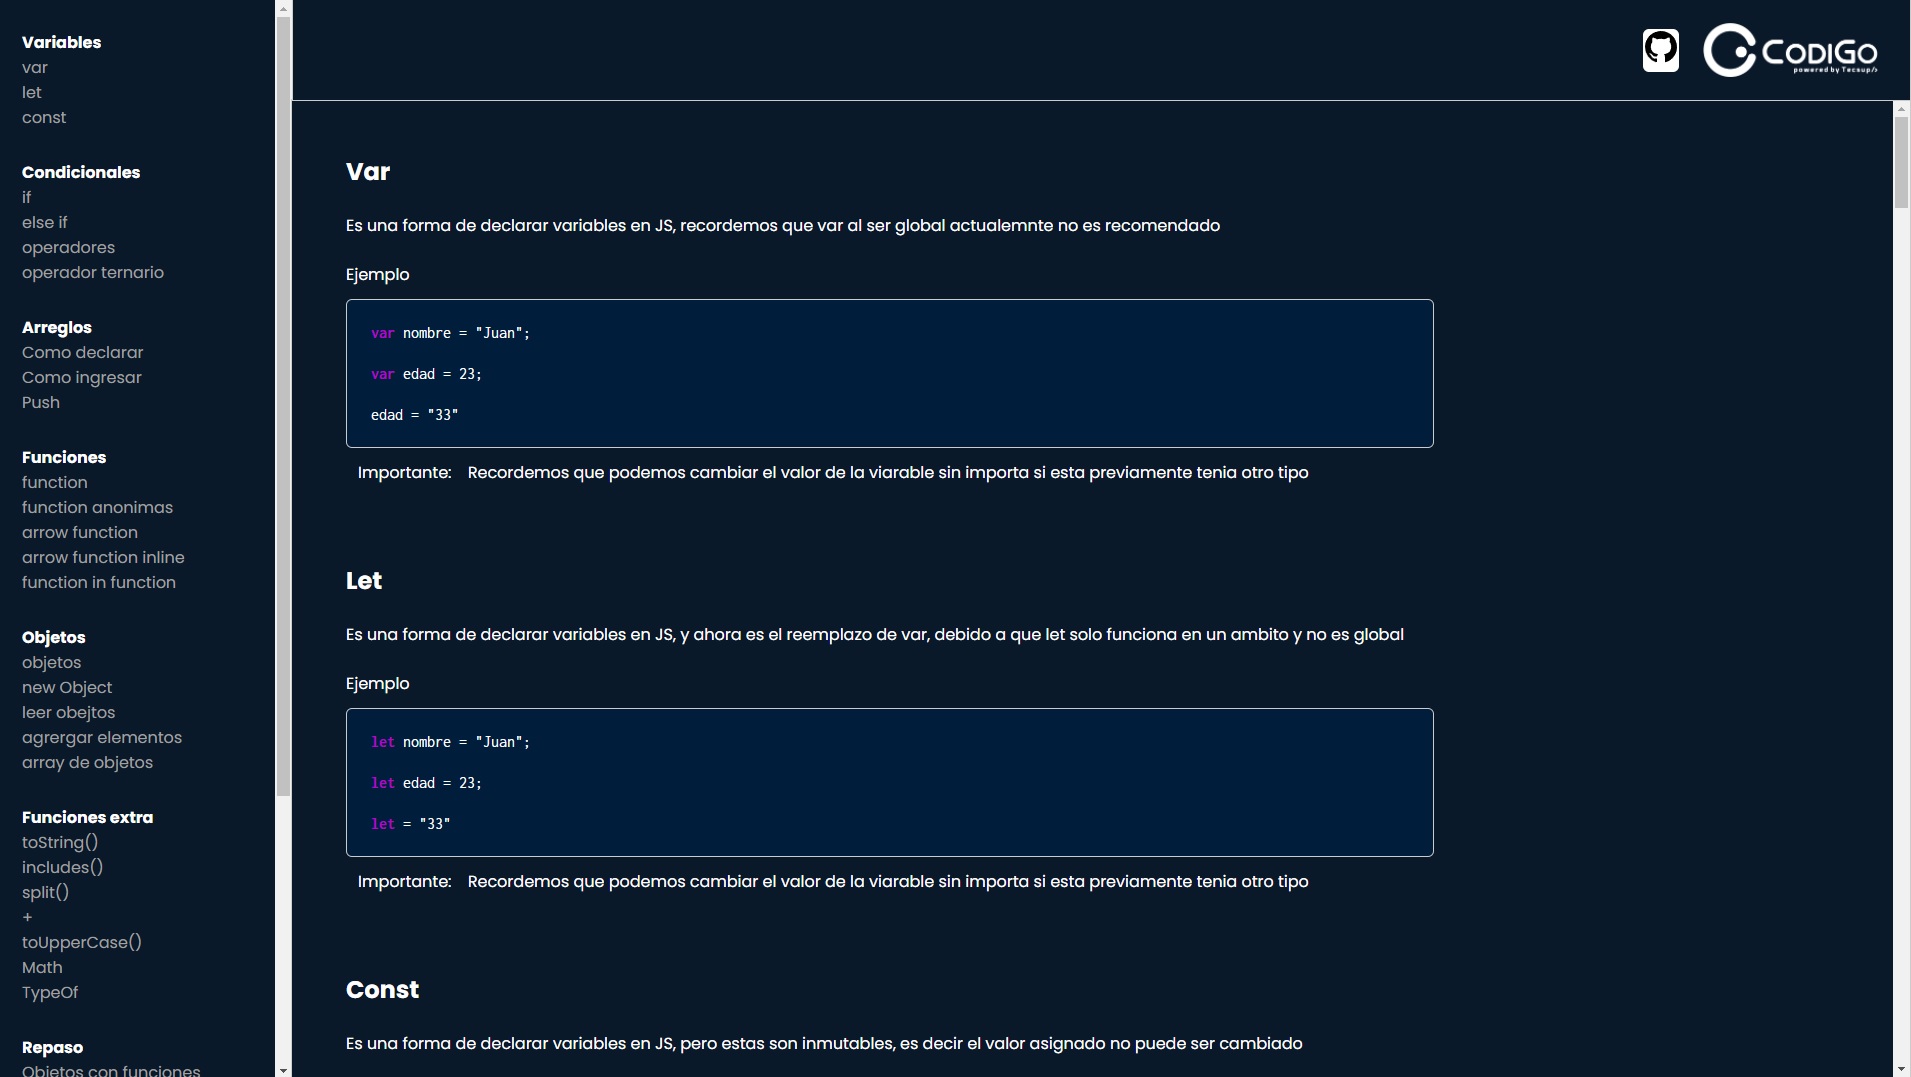 Variables
var
let
const
Condicionales
if
else if
operadores
operador ternario
Arreglos
Como declarar
Como ingresar
Push
Funciones
function
function anonimas
arrow function
arrow function inline
function in function
Objetos
objetos
new Object
leer obejtos
agrergar elementos
array de objetos
Funciones extra
toString()
includes()
split()
+
toUpperCase()
Math
TypeOf
Repaso
Objetos con funciones
CODIGO
powered by Tecsup/>
Var
Es una forma de declarar variables en JS, recordemos que var al ser global actualemnte no es recomendado
Ejemplo
var nombre = "Juan";
var edad = 23;
edad = "33"
Importante: Recordemos que podemos cambiar el valor de la viarable sin importa si esta previamente tenia otro tipo
Let
Es una forma de declarar variables en JS, y ahora es el reemplazo de var, debido a que let solo funciona en un ambito y no es global
Ejemplo
let nombre = "Juan";
let edad = 23;
let = "33"
Importante: Recordemos que podemos cambiar el valor de la viarable sin importa si esta previamente tenia otro tipo
Const
Es una forma de declarar variables en JS, pero estas son inmutables, es decir el valor asignado no puede ser cambiado